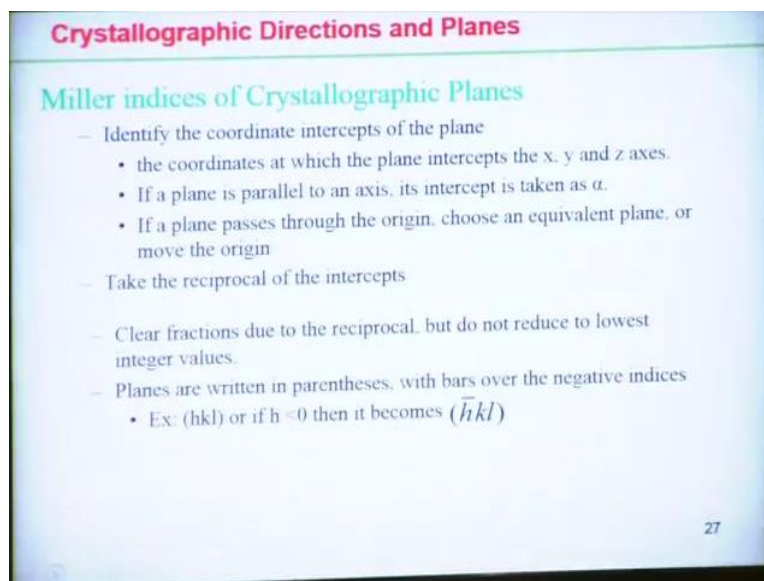 Crystallographic Directions and Planes
Miller indices of Crystallographic Planes
– Identify the coordinate intercepts of the plane
• the coordinates at which the plane intercepts the x, y and z axes.
• If a plane is parallel to an axis, its intercept is taken as α.
• If a plane passes through the origin, choose an equivalent plane, or
move the origin
– Take the reciprocal of the intercepts
– Clear fractions due to the reciprocal, but do not reduce to lowest
integer values.
– Planes are written in parentheses, with bars over the negative indices
• Ex: (hkl) or if h <0 then it becomes (h̅kl)
27